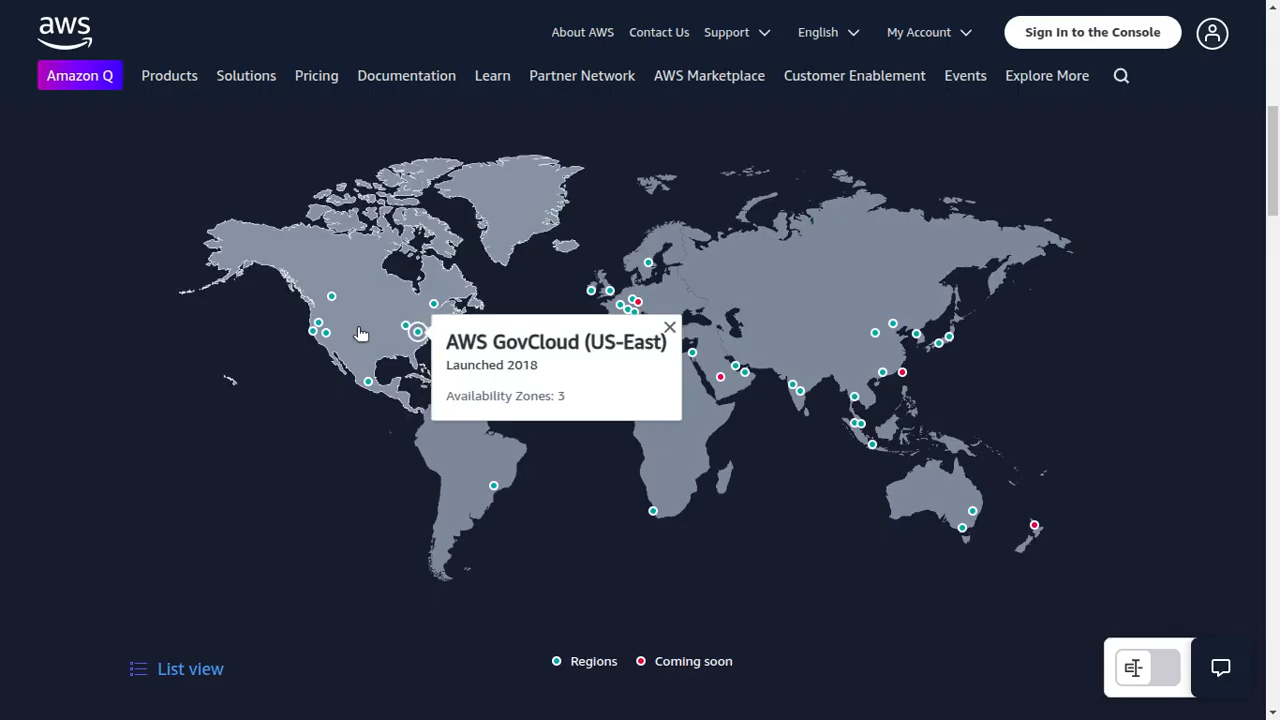 aws
About AWS Contact Us Support English My Account Sign In to the Console
Amazon Q Products Solutions Pricing Documentation Learn Partner Network AWS Marketplace Customer Enablement Events Explore More
AWS GovCloud (US-East)
Launched 2018
Availability Zones: 3
List view
Regions Coming soon